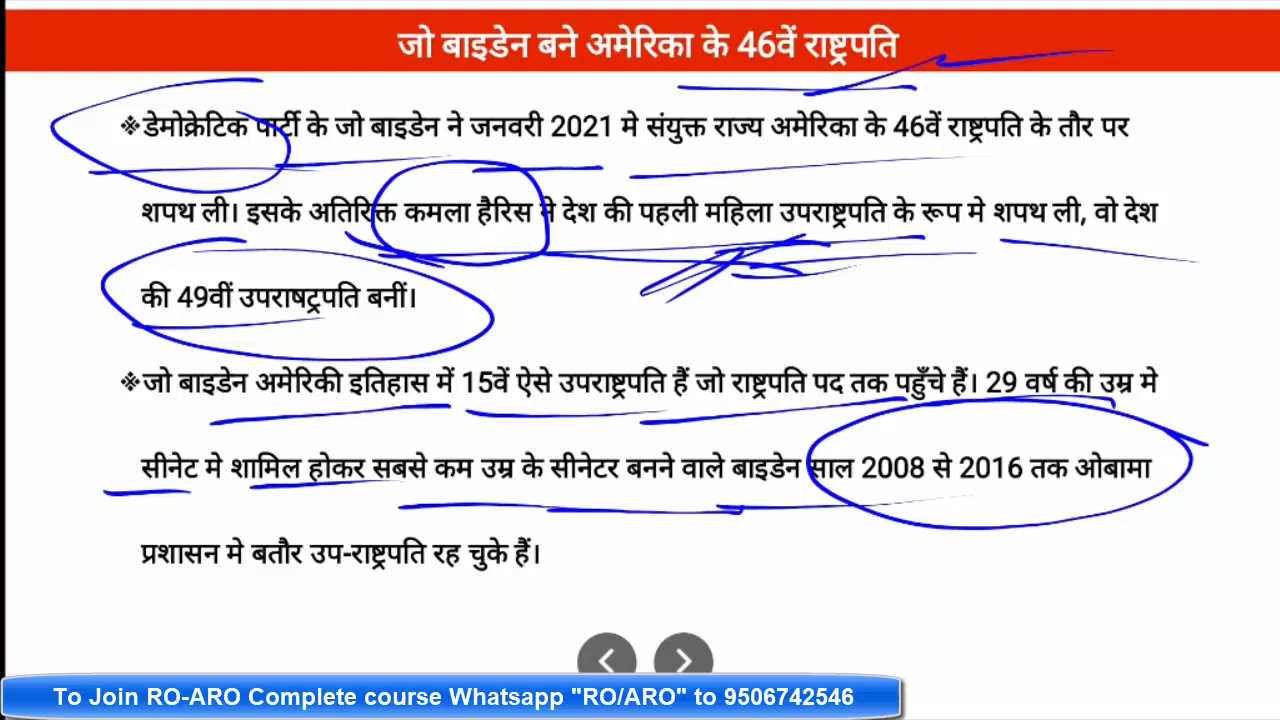 जो बाइडेन बने अमेरिका के 46वें राष्ट्रपति
❖डेमोक्रेटिक पार्टी के जो बाइडेन ने जनवरी 2021 मे संयुक्त राज्य अमेरिका के 46वें राष्ट्रपति के तौर पर
शपथ ली। इसके अतिरिक्त कमला हैरिस ने देश की पहली महिला उपराष्ट्रपति के रूप मे शपथ ली, वो देश
की 49वीं उपराषट्रपति बनीं।
❖जो बाइडेन अमेरिकी इतिहास में 15वें ऐसे उपराष्ट्रपति हैं जो राष्ट्रपति पद तक पहुँचे हैं। 29 वर्ष की उम्र मे
सीनेट मे शामिल होकर सबसे कम उम्र के सीनेटर बनने वाले बाइडेन साल 2008 से 2016 तक ओबामा
प्रशासन मे बतौर उप-राष्ट्रपति रह चुके हैं।
To Join RO-ARO Complete course Whatsapp "RO/ARO" to 9506742546